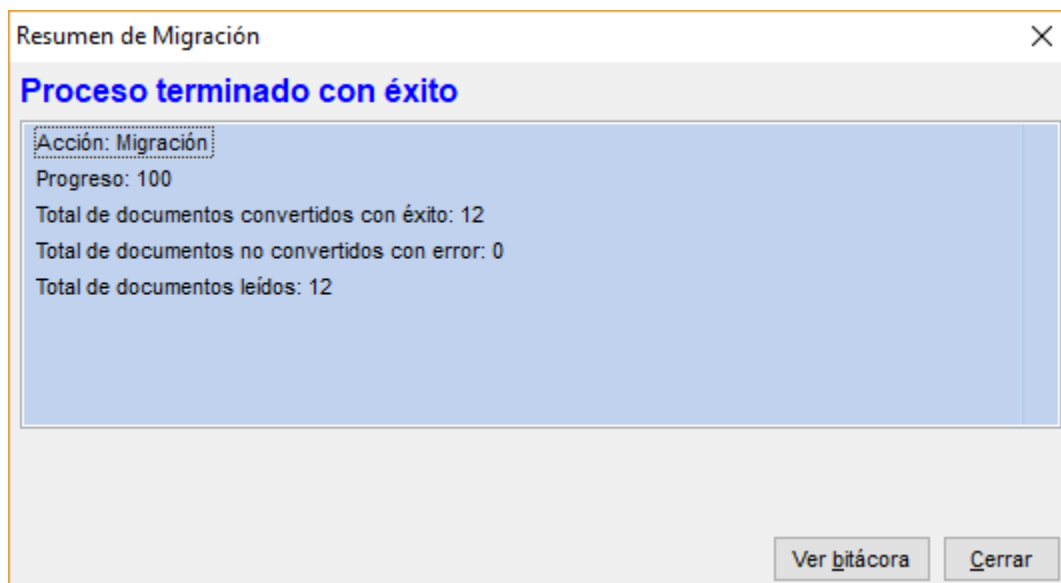 Resumen de Migración
Proceso terminado con éxito
Acción: Migración
Progreso: 100
Total de documentos convertidos con éxito: 12
Total de documentos no convertidos con error: 0
Total de documentos leídos: 12
Ver bitácora
Cerrar